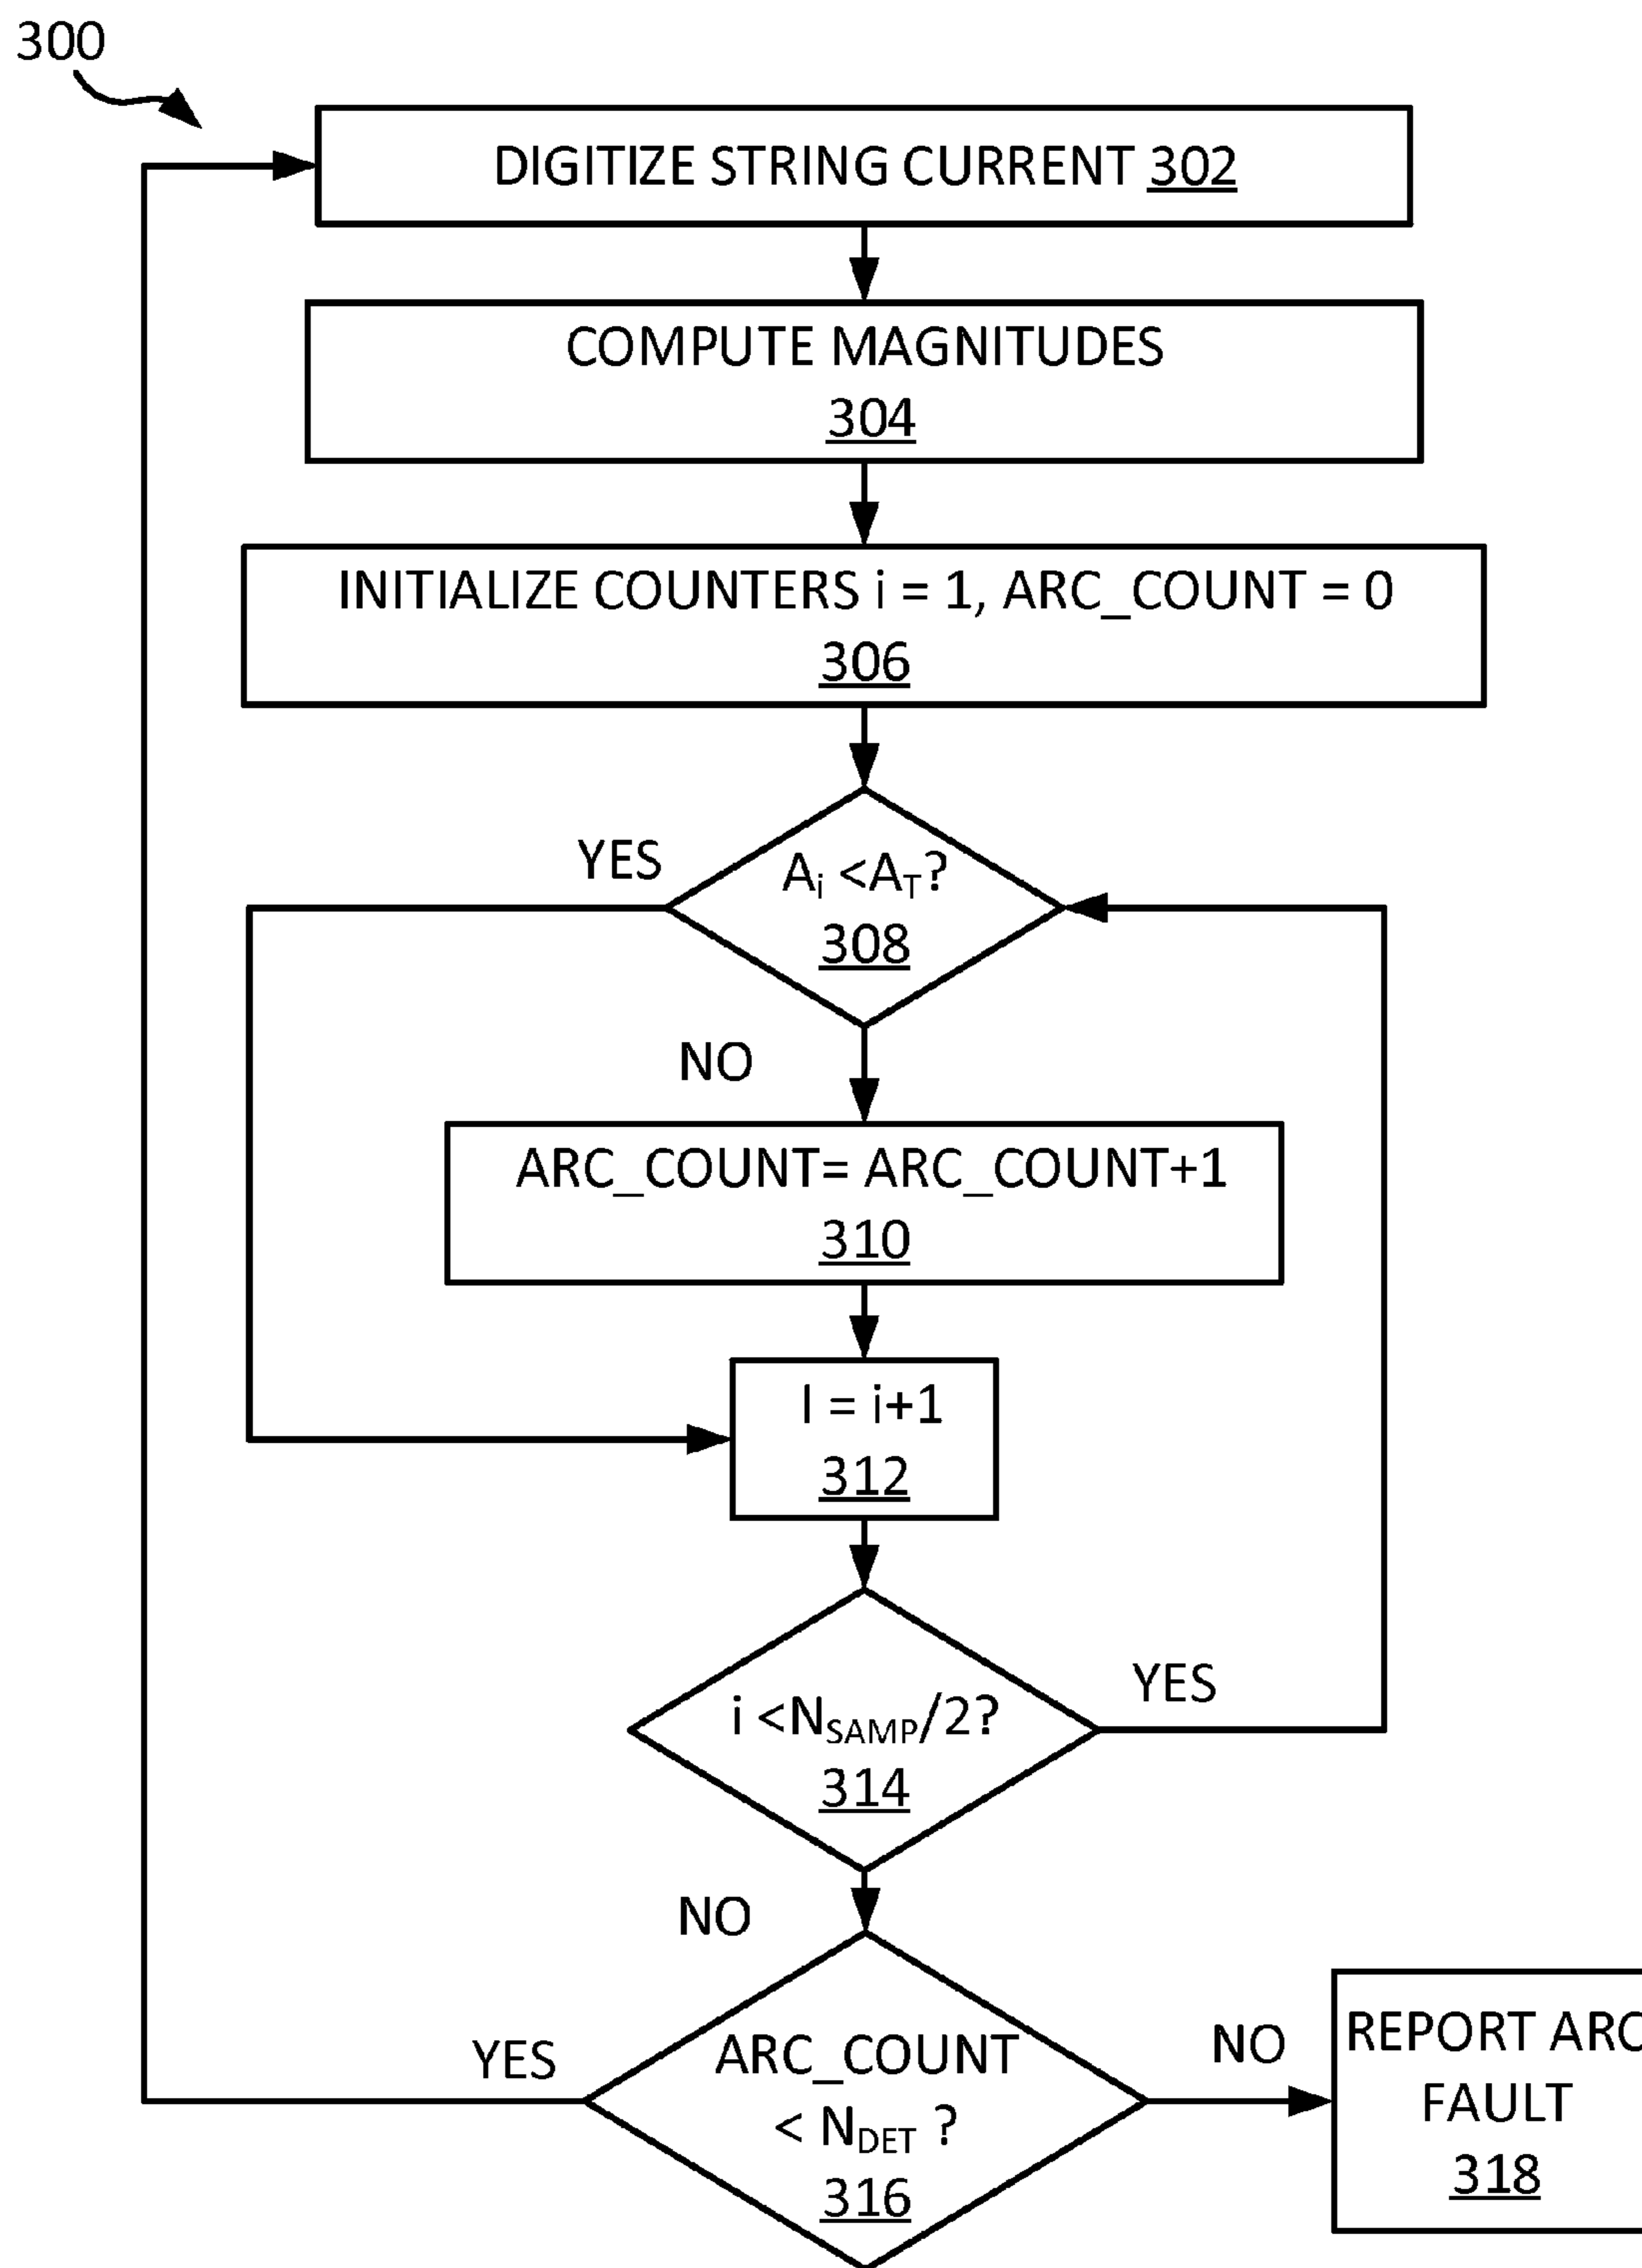 300
DIGITIZE STRING CURRENT 302
COMPUTE MAGNITUDES
304
INITIALIZE COUNTERS i = 1, ARC_COUNT = 0
306
YES
Ai <AT?
308
NO
ARC_COUNT= ARC_COUNT+1
310
I = i+1
312
YES
i <NSAMP/2?
314
NO
YES
ARC_COUNT
< NDET ?
316
NO
REPORT ARC
FAULT
318